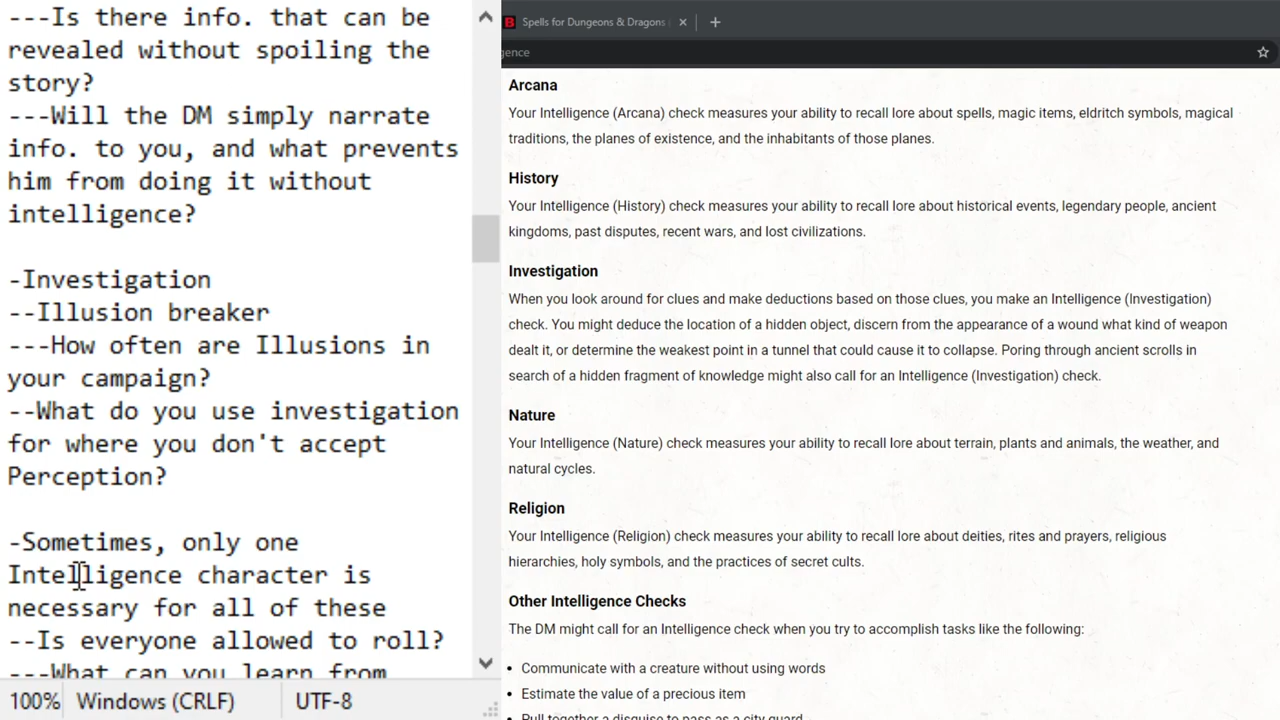 ---Is there info. that can be
revealed without spoiling the
story?
---Will the DM simply narrate
info. to you, and what prevents
him from doing it without
intelligence?
-Investigation
--Illusion breaker
---How often are Illusions in
your campaign?
--What do you use investigation
for where you don't accept
Perception?
-Sometimes, only one
Intelligence character is
necessary for all of these
--Is everyone allowed to roll?
---What can you learn from
100%
Windows (CRLF)
UTF-8
B
Spells for Dungeons & Dragons
gence
Arcana
Your Intelligence (Arcana) check measures your ability to recall lore about spells, magic items, eldritch symbols, magical
traditions, the planes of existence, and the inhabitants of those planes.
History
Your Intelligence (History) check measures your ability to recall lore about historical events, legendary people, ancient
kingdoms, past disputes, recent wars, and lost civilizations.
Investigation
When you look around for clues and make deductions based on those clues, you make an Intelligence (Investigation)
check. You might deduce the location of a hidden object, discern from the appearance of a wound what kind of weapon
dealt it, or determine the weakest point in a tunnel that could cause it to collapse. Poring through ancient scrolls in
search of a hidden fragment of knowledge might also call for an Intelligence (Investigation) check.
Nature
Your Intelligence (Nature) check measures your ability to recall lore about terrain, plants and animals, the weather, and
natural cycles.
Religion
Your Intelligence (Religion) check measures your ability to recall lore about deities, rites and prayers, religious
hierarchies, holy symbols, and the practices of secret cults.
Other Intelligence Checks
The DM might call for an Intelligence check when you try to accomplish tasks like the following:
• Communicate with a creature without using words
• Estimate the value of a precious item
• Pull together a disguise to pass as a city guard